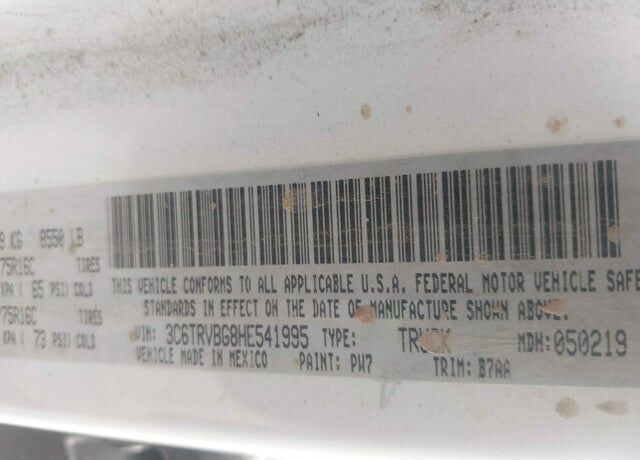 9 KG 8550 LB
75R16C TIRES
KPA ( 65 PSI) COLD
75R16C TIRES
KPA ( 73 PSI) COLD
THIS VEHICLE CONFORMS TO ALL APPLICABLE U.S.A. FEDERAL MOTOR VEHICLE SAFE
STANDARDS IN EFFECT ON THE DATE OF MANUFACTURE SHOWN ABOVE.
VIN: 3C6TRVBG8HE541995 TYPE: TRUCK MDH: 050219
VEHICLE MADE IN MEXICO PAINT: PW7 TRIM: B7AA